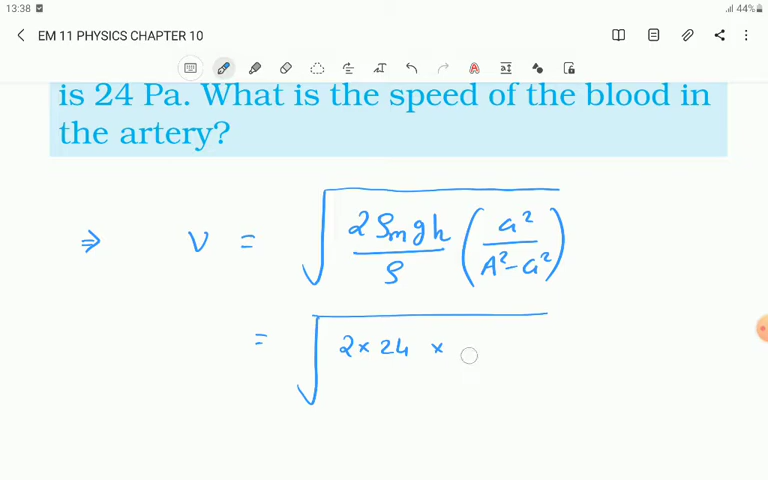 13:38 44%
EM 11 PHYSICS CHAPTER 10
is 24 Pa. What is the speed of the blood in
the artery?
⇒ v = √(2ρ_m g h / ρ (a² / A²-a²))
= √(2 × 24 ×